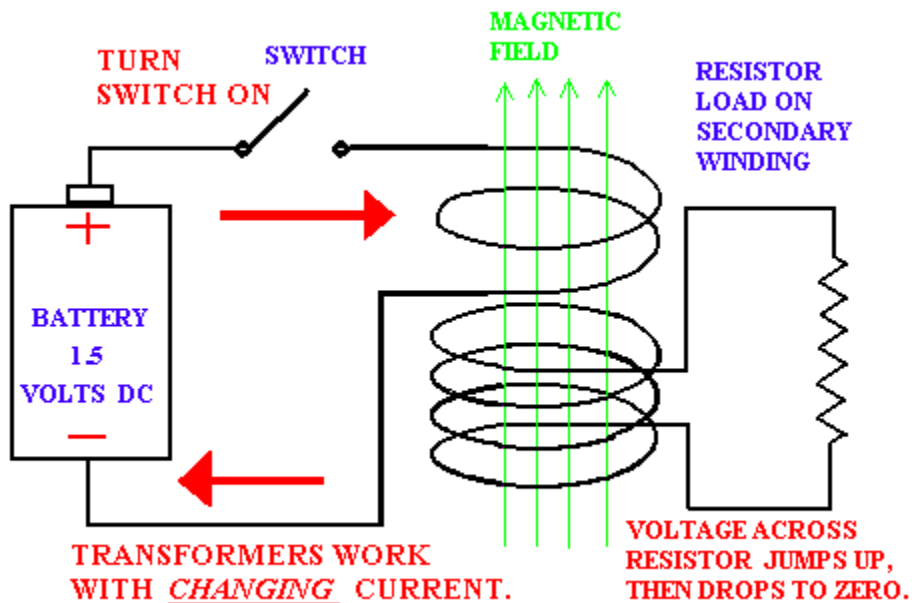 MAGNETIC
FIELD
TURN
SWITCH ON
SWITCH
RESISTOR
LOAD ON
SECONDARY
WINDING
+
BATTERY
1.5
VOLTS DC
−
TRANSFORMERS WORK
WITH CHANGING CURRENT.
VOLTAGE ACROSS
RESISTOR JUMPS UP,
THEN DROPS TO ZERO.